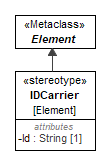 «Metaclass»
Element
«stereotype»
IDCarrier
[Element]
attributes
-Id : String [1]